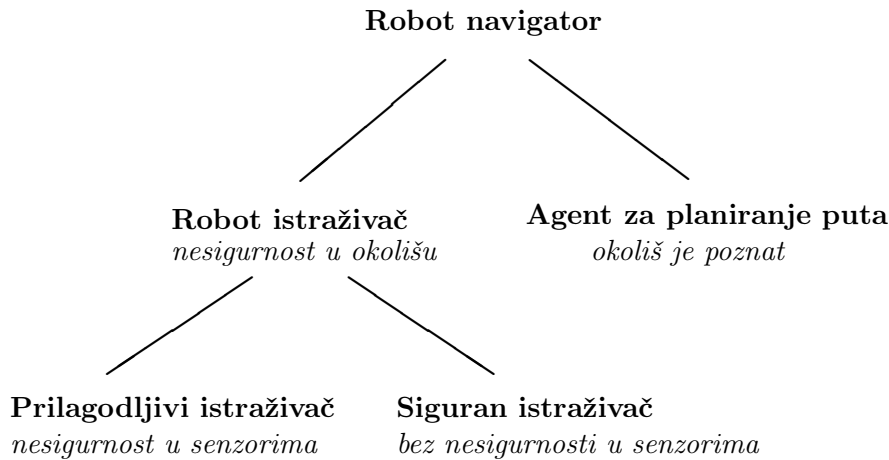 Robot navigator
Robot istraživač
nesigurnost u okolišu
Agent za planiranje puta
okoliš je poznat
Prilagodljivi istraživač
nesigurnost u senzorima
Siguran istraživač
bez nesigurnosti u senzorima